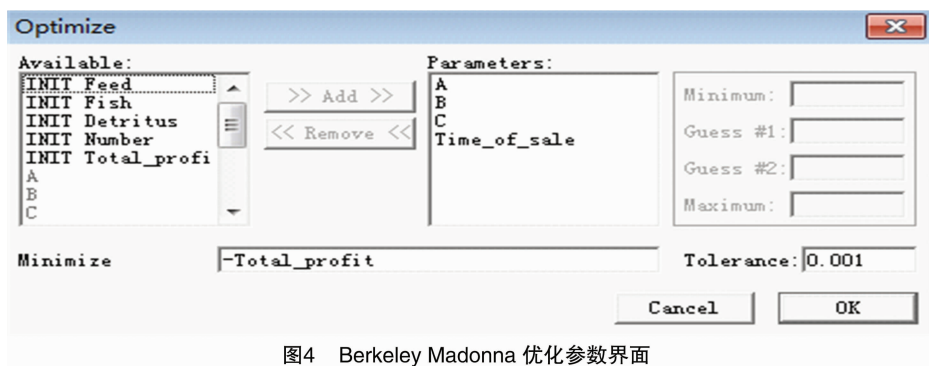 Optimize
Available:
INIT Feed
INIT Fish
INIT Detritus
INIT Number
INIT Total_profi
A
B
C
>> Add >>
<< Remove <<
Parameters:
A
B
C
Time_of_sale
Minimum:
Guess #1:
Guess #2:
Maximum:
Minimize
-Total_profit
Tolerance: 0.001
Cancel
OK
图4 Berkeley Madonna 优化参数界面